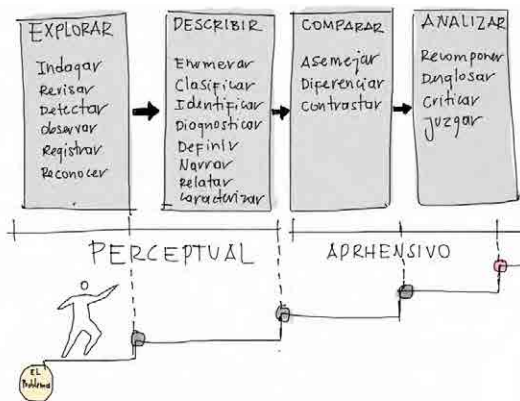 EXPLORAR
Indagar
Revisar
Detectar
observar
Registrar
Reconocer
DESCRIBIR
Enumerar
Clasificar
Identificar
Diagnosticar
Definir
Narrar
Relatar
Caracterizar
COMPARAR
Asemejar
Diferenciar
Contrastar
ANALIZAR
Recomponer
Dnglosar
Criticar
Juzgar
PERCEPTUAL
APRHENSIVO
EL
Problema